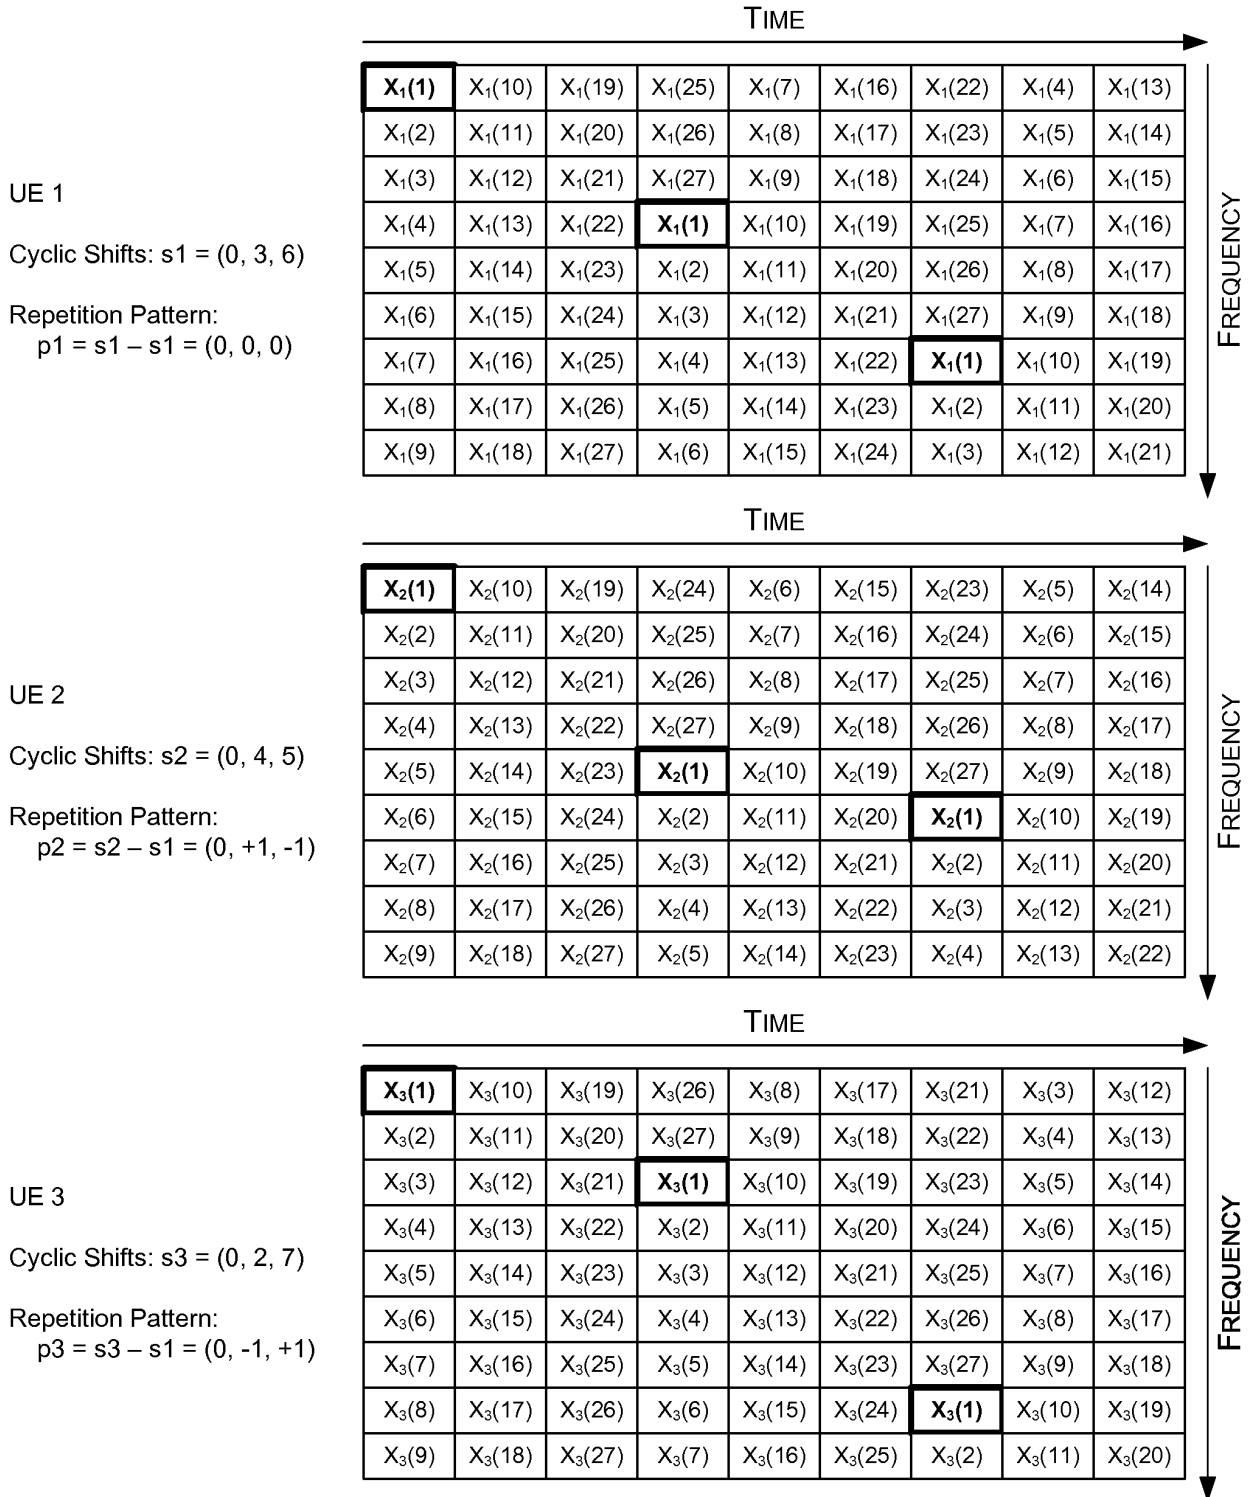 TIME
X₁(1) X₁(10) X₁(19) X₁(25) X₁(7) X₁(16) X₁(22) X₁(4) X₁(13)
X₁(2) X₁(11) X₁(20) X₁(26) X₁(8) X₁(17) X₁(23) X₁(5) X₁(14)
X₁(3) X₁(12) X₁(21) X₁(27) X₁(9) X₁(18) X₁(24) X₁(6) X₁(15)
UE 1
X₁(4) X₁(13) X₁(22) X₁(1) X₁(10) X₁(19) X₁(25) X₁(7) X₁(16)
Cyclic Shifts: s1 = (0, 3, 6)
X₁(5) X₁(14) X₁(23) X₁(2) X₁(11) X₁(20) X₁(26) X₁(8) X₁(17)
Repetition Pattern:
X₁(6) X₁(15) X₁(24) X₁(3) X₁(12) X₁(21) X₁(27) X₁(9) X₁(18)
p1 = s1 – s1 = (0, 0, 0)
X₁(7) X₁(16) X₁(25) X₁(4) X₁(13) X₁(22) X₁(1) X₁(10) X₁(19)
X₁(8) X₁(17) X₁(26) X₁(5) X₁(14) X₁(23) X₁(2) X₁(11) X₁(20)
X₁(9) X₁(18) X₁(27) X₁(6) X₁(15) X₁(24) X₁(3) X₁(12) X₁(21)
FREQUENCY
TIME
X₂(1) X₂(10) X₂(19) X₂(24) X₂(6) X₂(15) X₂(23) X₂(5) X₂(14)
X₂(2) X₂(11) X₂(20) X₂(25) X₂(7) X₂(16) X₂(24) X₂(6) X₂(15)
X₂(3) X₂(12) X₂(21) X₂(26) X₂(8) X₂(17) X₂(25) X₂(7) X₂(16)
UE 2
X₂(4) X₂(13) X₂(22) X₂(27) X₂(9) X₂(18) X₂(26) X₂(8) X₂(17)
Cyclic Shifts: s2 = (0, 4, 5)
X₂(5) X₂(14) X₂(23) X₂(1) X₂(10) X₂(19) X₂(27) X₂(9) X₂(18)
Repetition Pattern:
X₂(6) X₂(15) X₂(24) X₂(2) X₂(11) X₂(20) X₂(1) X₂(10) X₂(19)
p2 = s2 – s1 = (0, +1, -1)
X₂(7) X₂(16) X₂(25) X₂(3) X₂(12) X₂(21) X₂(2) X₂(11) X₂(20)
X₂(8) X₂(17) X₂(26) X₂(4) X₂(13) X₂(22) X₂(3) X₂(12) X₂(21)
X₂(9) X₂(18) X₂(27) X₂(5) X₂(14) X₂(23) X₂(4) X₂(13) X₂(22)
FREQUENCY
TIME
X₃(1) X₃(10) X₃(19) X₃(26) X₃(8) X₃(17) X₃(21) X₃(3) X₃(12)
X₃(2) X₃(11) X₃(20) X₃(27) X₃(9) X₃(18) X₃(22) X₃(4) X₃(13)
X₃(3) X₃(12) X₃(21) X₃(1) X₃(10) X₃(19) X₃(23) X₃(5) X₃(14)
UE 3
X₃(4) X₃(13) X₃(22) X₃(2) X₃(11) X₃(20) X₃(24) X₃(6) X₃(15)
Cyclic Shifts: s3 = (0, 2, 7)
X₃(5) X₃(14) X₃(23) X₃(3) X₃(12) X₃(21) X₃(25) X₃(7) X₃(16)
Repetition Pattern:
X₃(6) X₃(15) X₃(24) X₃(4) X₃(13) X₃(22) X₃(26) X₃(8) X₃(17)
p3 = s3 – s1 = (0, -1, +1)
X₃(7) X₃(16) X₃(25) X₃(5) X₃(14) X₃(23) X₃(27) X₃(9) X₃(18)
X₃(8) X₃(17) X₃(26) X₃(6) X₃(15) X₃(24) X₃(1) X₃(10) X₃(19)
X₃(9) X₃(18) X₃(27) X₃(7) X₃(16) X₃(25) X₃(2) X₃(11) X₃(20)
FREQUENCY